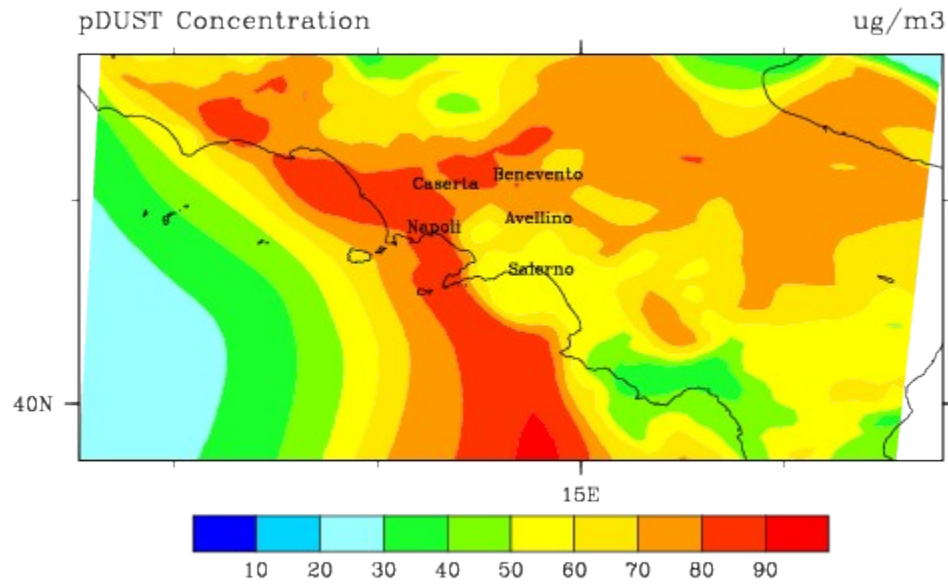 pDUST Concentration ug/m3
Caserta Benevento
Napoli Avellino
Salerno
40N
15E
10 20 30 40 50 60 70 80 90